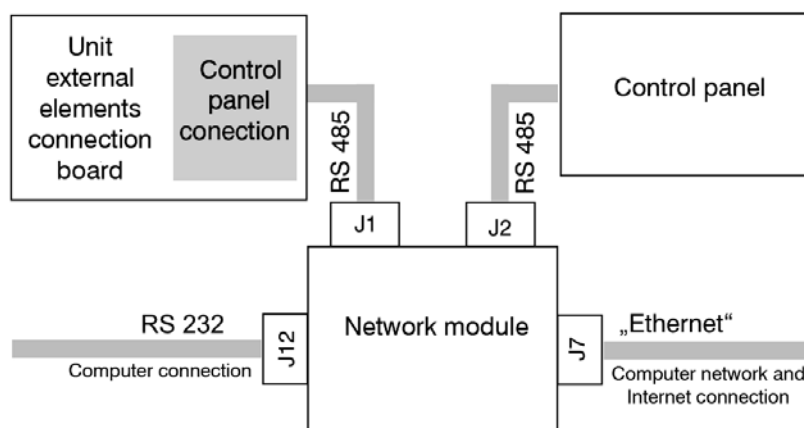 Unit
external
elements
connection
board
Control
panel
conection
RS 485
RS 485
Control panel
J1
J2
RS 232
J12
Computer connection
Network module
J7
„Ethernet“
Computer network and
Internet connection